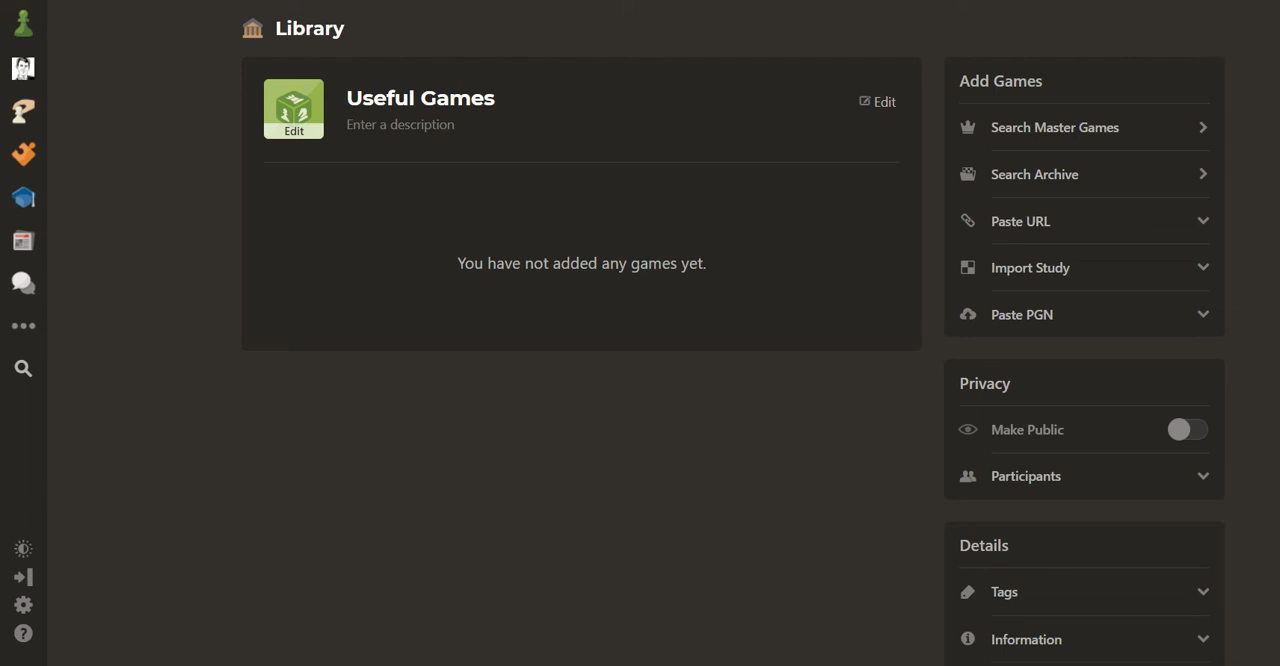 Library
Useful Games
Enter a description
Edit
Edit
You have not added any games yet.
Add Games
Search Master Games
Search Archive
Paste URL
Import Study
Paste PGN
Privacy
Make Public
Participants
Details
Tags
Information